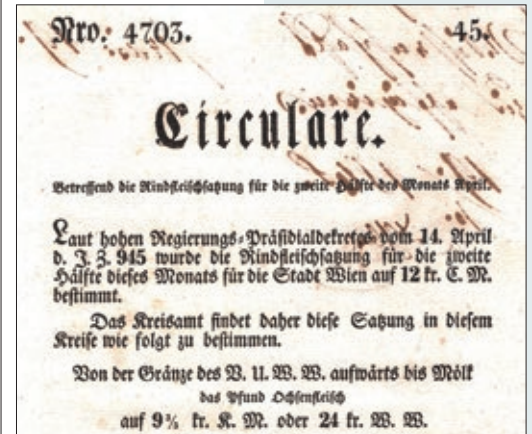 Nro. 4703. 45.
Circulare.
Betreffend die Rindfleischsatzung für die zweite Hälfte des Monats April.
Laut hohen Regierungs-Präsidialdekretes vom 14. April
d. J. Z. 945 wurde die Rindfleischsatzung für die zweite
Hälfte dieses Monats für die Stadt Wien auf 12 kr. C. M.
bestimmt.
Das Kreisamt findet daher diese Satzung in diesem
Kreise wie folgt zu bestimmen.
Von der Gränze des V. U. W. W. aufwärts bis Mölk
das Pfund Ochsenfleisch
auf 9⅗ kr. K. M. oder 24 kr. W. W.